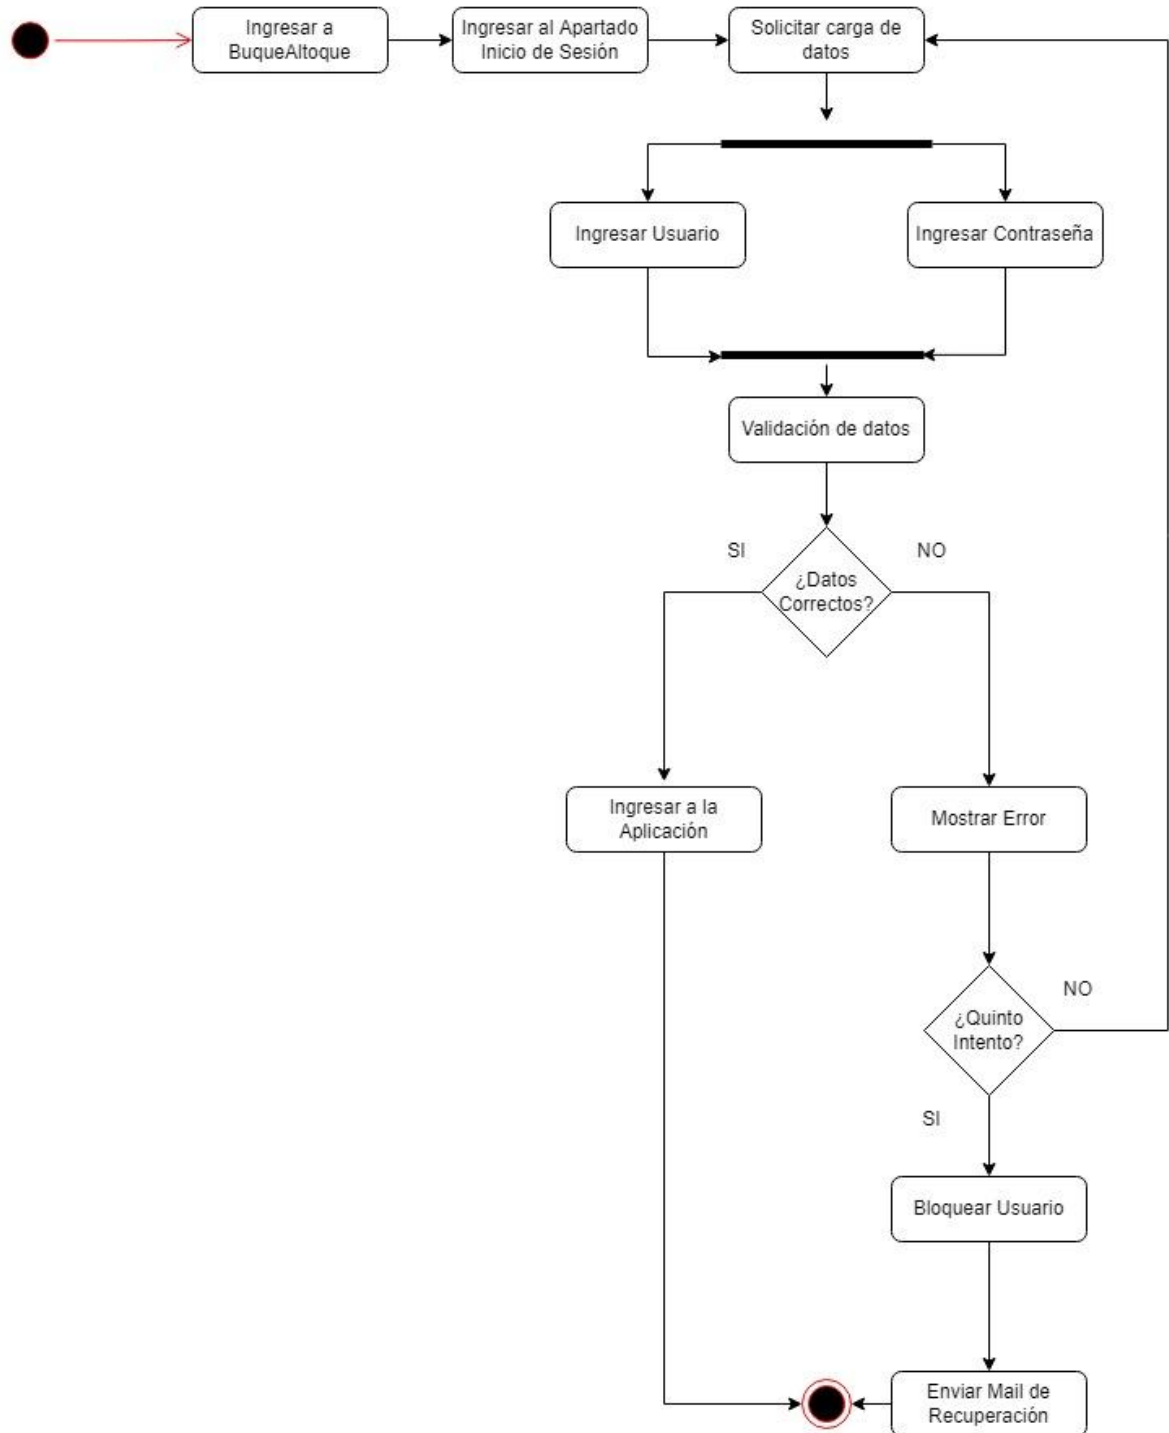 Ingresar a
BuqueAltoque
Ingresar al Apartado
Inicio de Sesión
Solicitar carga de
datos
Ingresar Usuario
Ingresar Contraseña
Validación de datos
SI
NO
¿Datos
Correctos?
Ingresar a la
Aplicación
Mostrar Error
NO
¿Quinto
Intento?
SI
Bloquear Usuario
Enviar Mail de
Recuperación